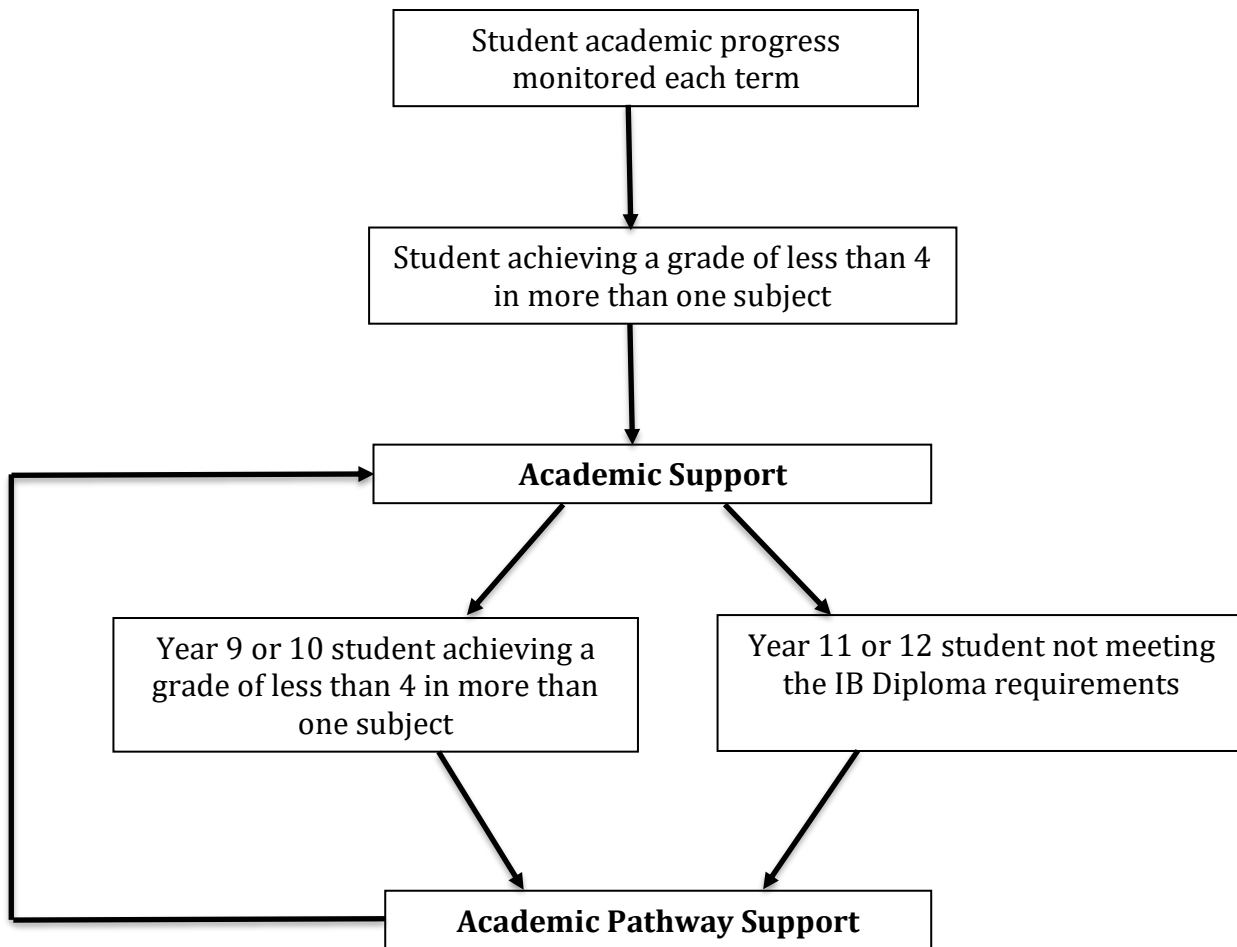 Student academic progress
monitored each term
Student achieving a grade of less than 4
in more than one subject
Academic Support
Year 9 or 10 student achieving a
grade of less than 4 in more than
one subject
Year 11 or 12 student not meeting
the IB Diploma requirements
Academic Pathway Support